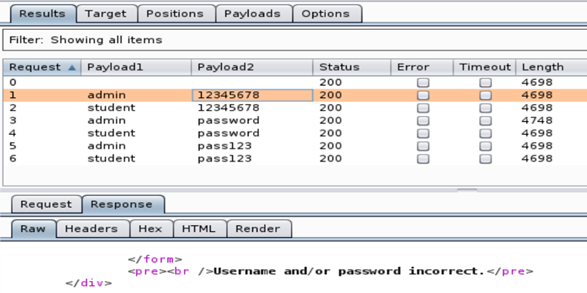 Results Target Positions Payloads Options
Filter: Showing all items
Request Payload1 Payload2 Status Error Timeout Length
0 200 4698
1 admin 12345678 200 4698
2 student 12345678 200 4698
3 admin password 200 4748
4 student password 200 4698
5 admin pass123 200 4698
6 student pass123 200 4698
Request Response
Raw Headers Hex HTML Render
</form>
<pre><br />Username and/or password incorrect.</pre>
</div>